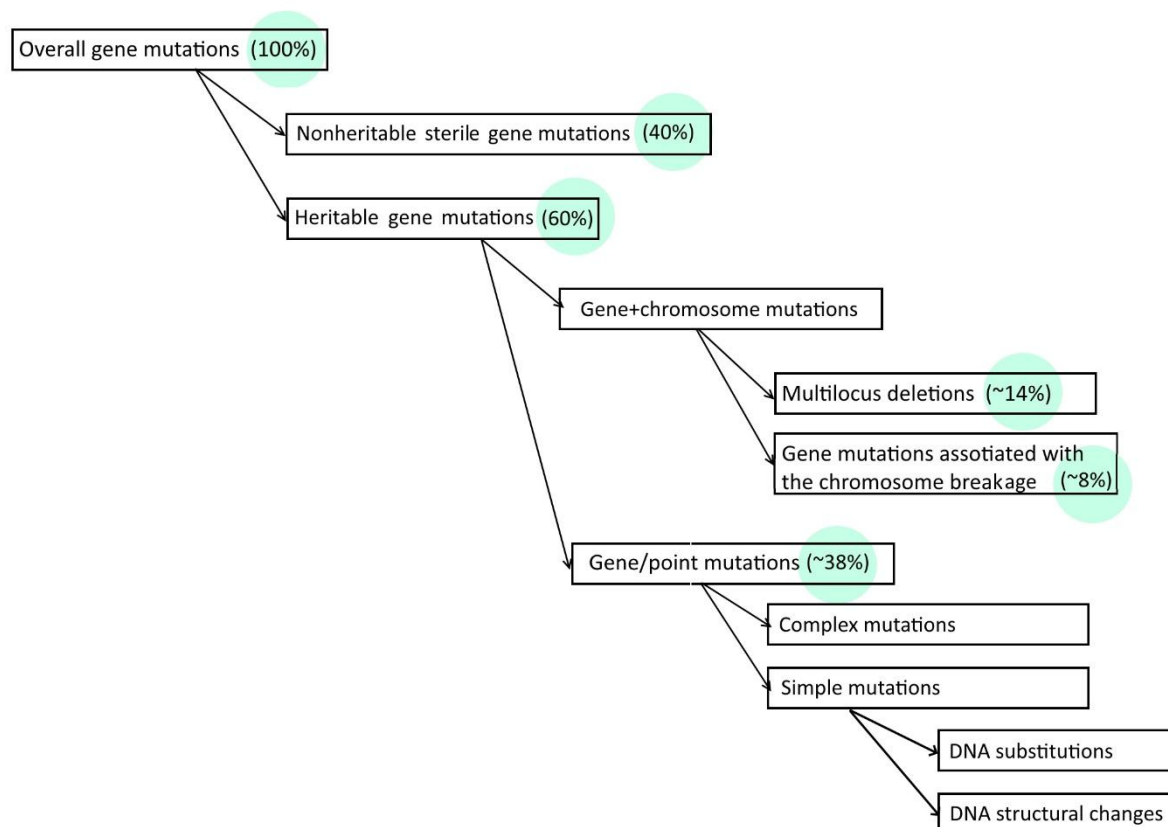 Overall gene mutations (100%)
Nonheritable sterile gene mutations (40%)
Heritable gene mutations (60%)
Gene+chromosome mutations
Multilocus deletions (~14%)
Gene mutations assotiated with
the chromosome breakage (~8%)
Gene/point mutations (~38%)
Complex mutations
Simple mutations
DNA substitutions
DNA structural changes